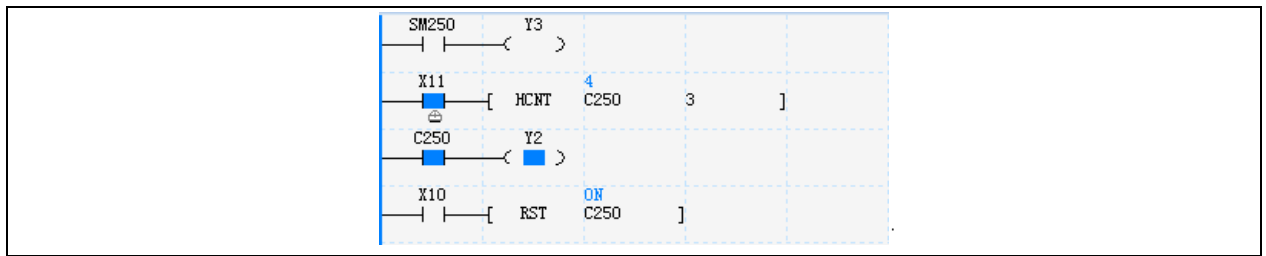 SM250 Y3
X11 4
HCNT C250 3
C250 Y2
X10 ON
RST C250